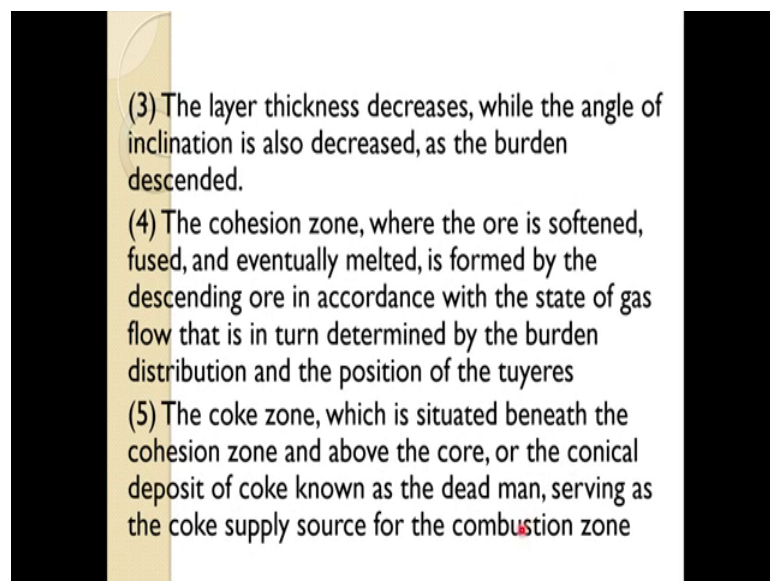 (3) The layer thickness decreases, while the angle of
inclination is also decreased, as the burden
descended.
(4) The cohesion zone, where the ore is softened,
fused, and eventually melted, is formed by the
descending ore in accordance with the state of gas
flow that is in turn determined by the burden
distribution and the position of the tuyeres
(5) The coke zone, which is situated beneath the
cohesion zone and above the core, or the conical
deposit of coke known as the dead man, serving as
the coke supply source for the combustion zone